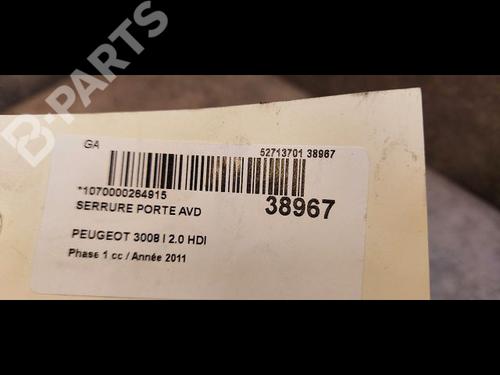 B-PARTS
GA
52713701 38967
*1070000264915
38967
SERRURE PORTE AVD
PEUGEOT 3008 I 2.0 HDI
Phase 1 cc / Année 2011